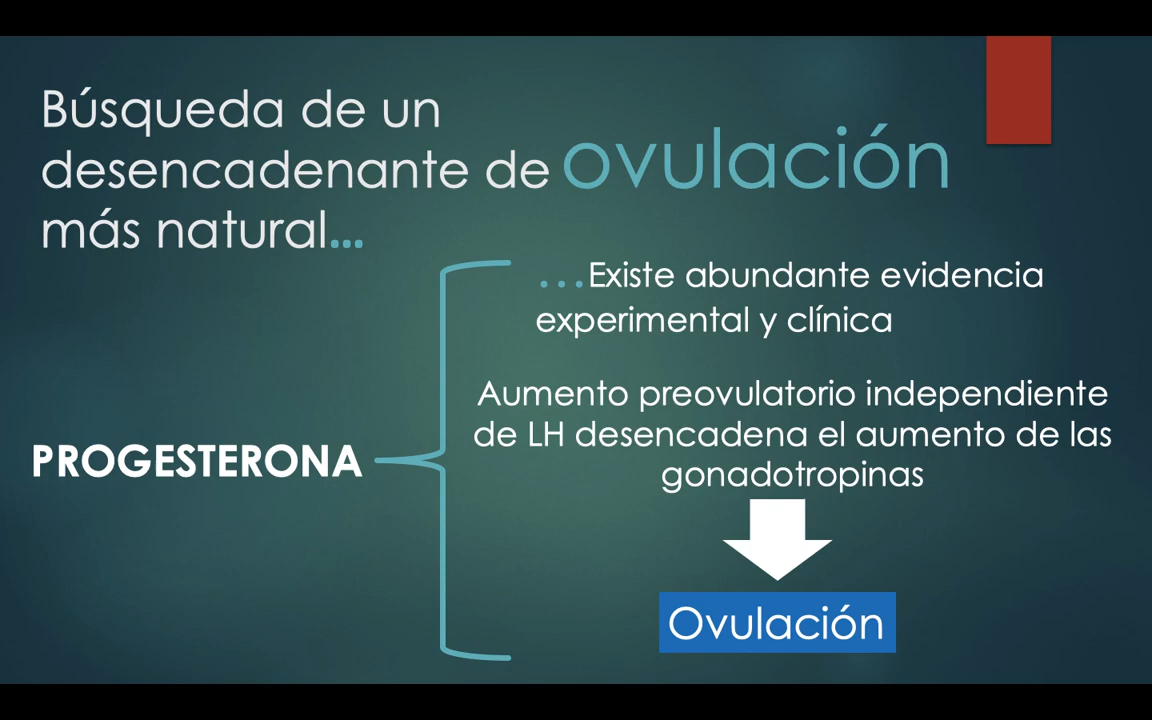 Búsqueda de un
desencadenante de ovulación
más natural...
...Existe abundante evidencia
experimental y clínica
Aumento preovulatorio independiente
de LH desencadena el aumento de las
gonadotropinas
PROGESTERONA
Ovulación